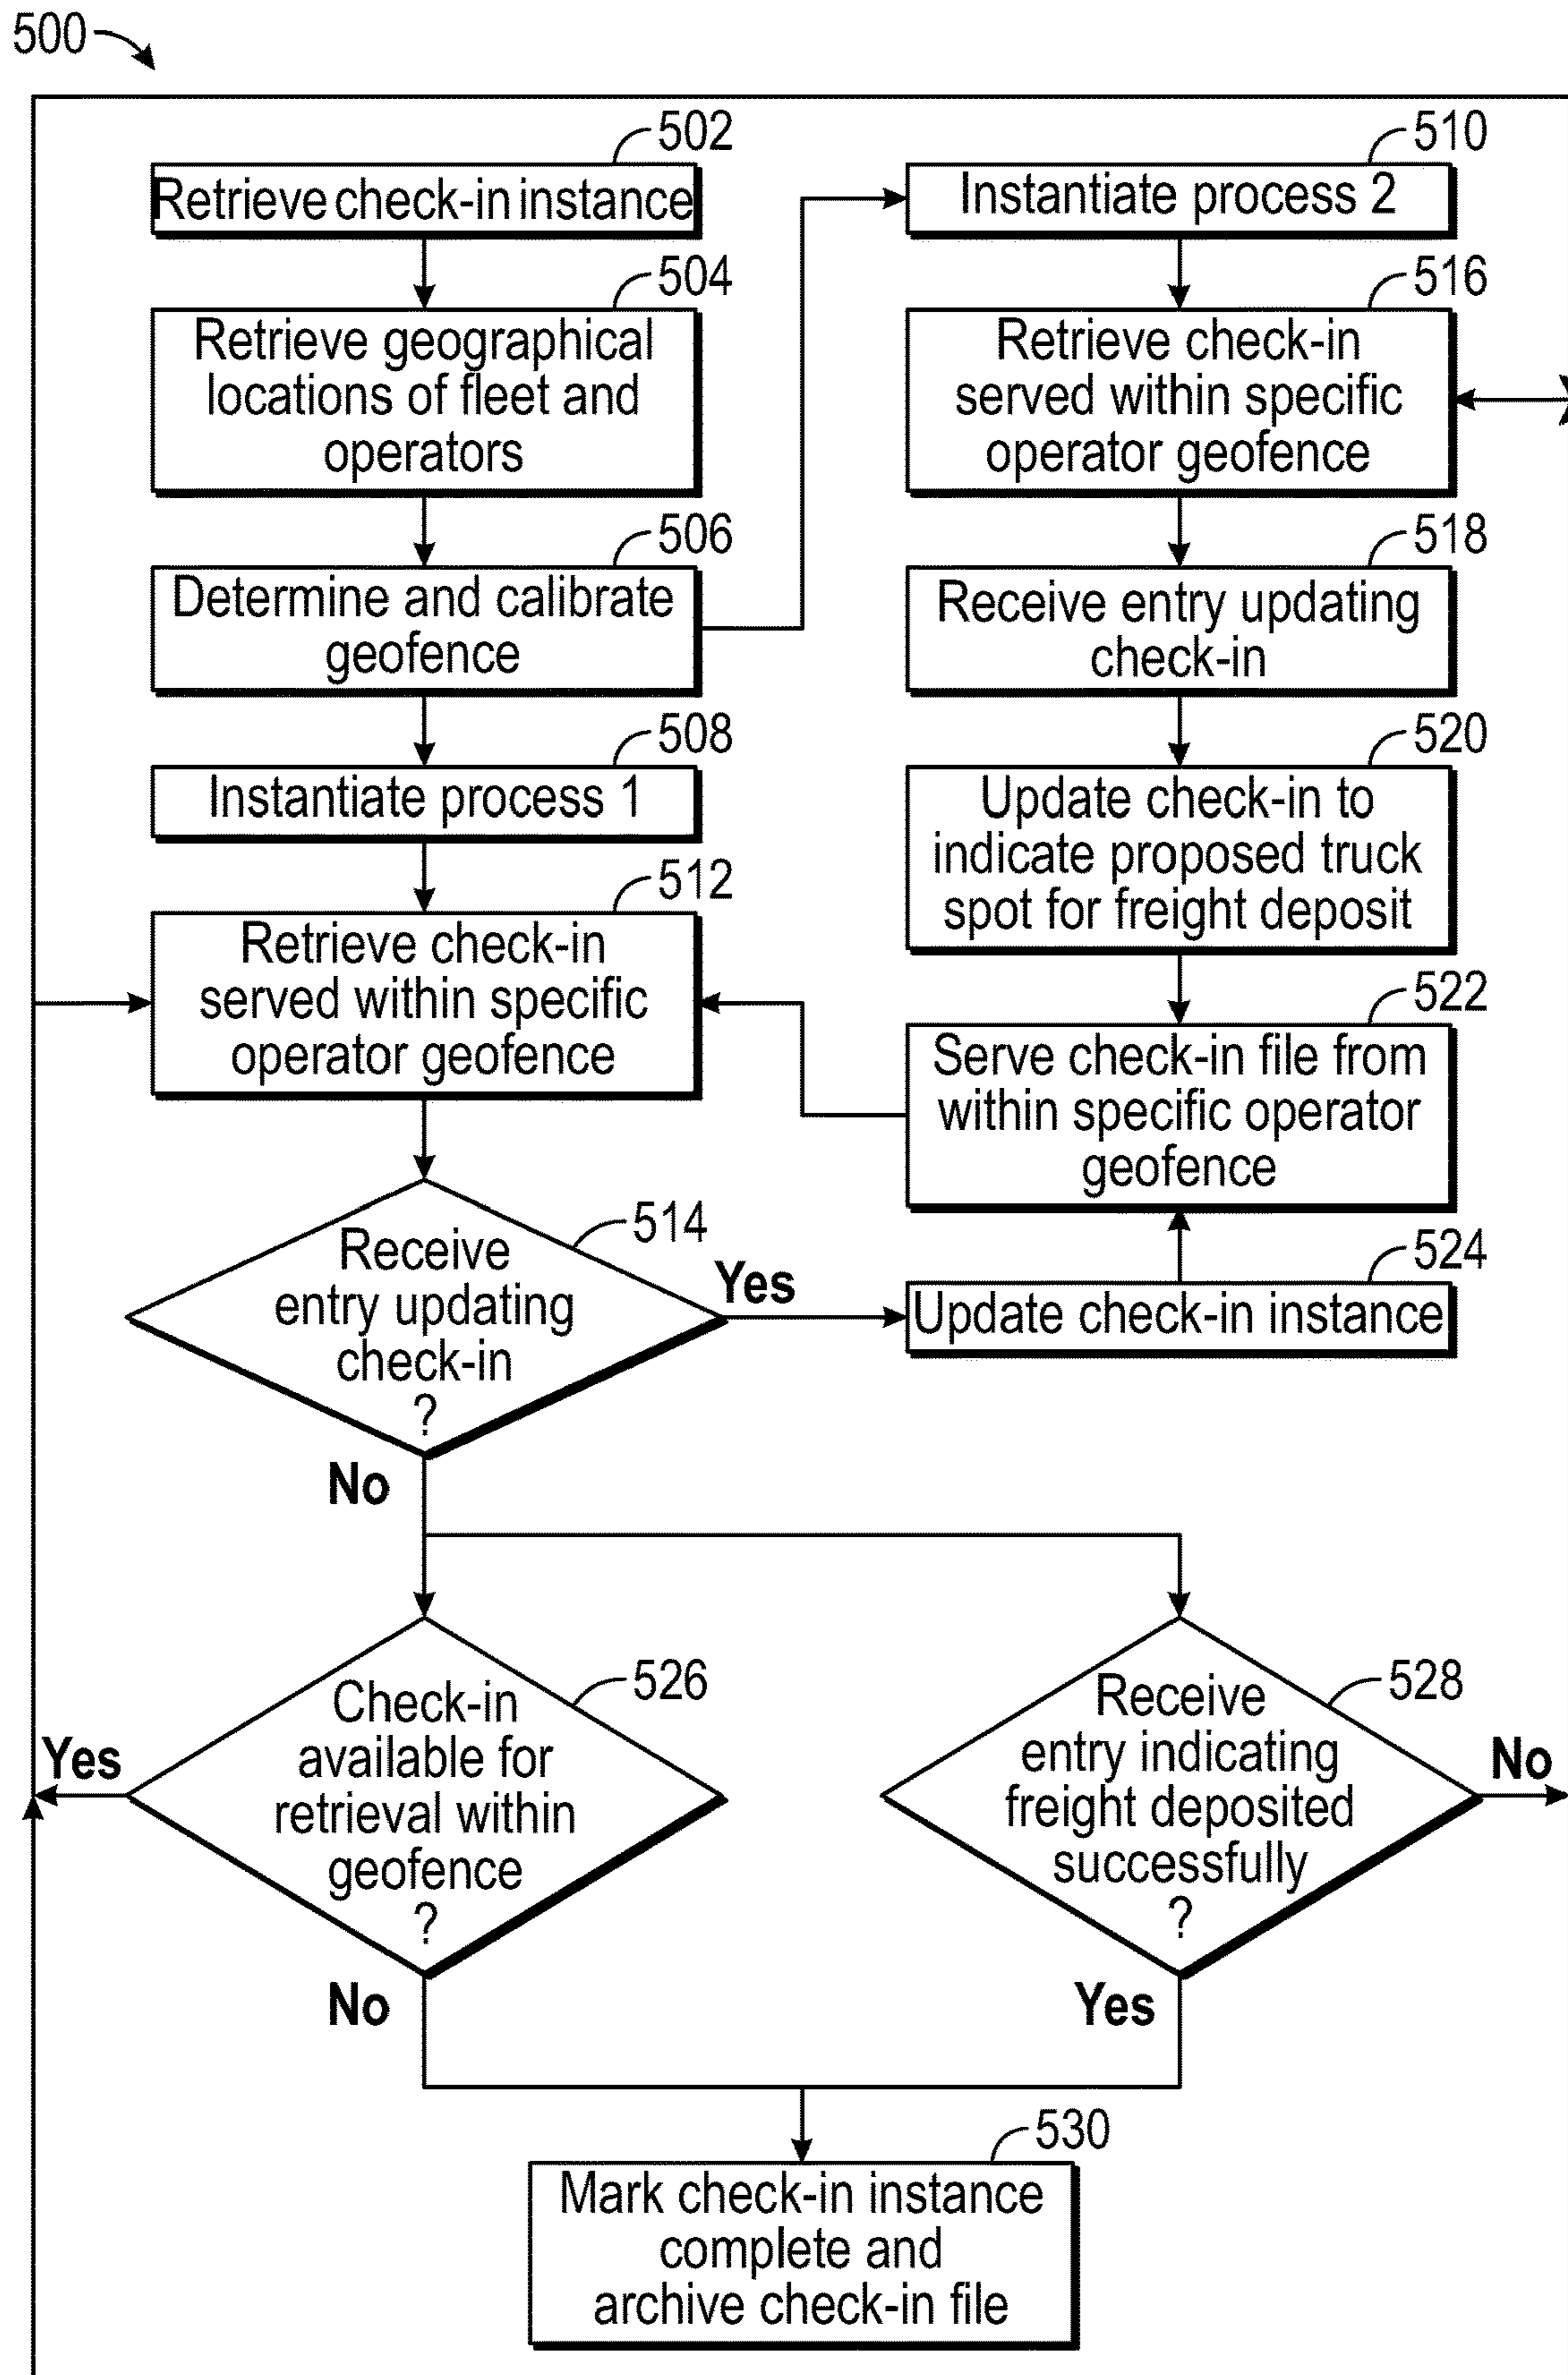 500
502
Retrieve check-in instance
504
Retrieve geographical
locations of fleet and
operators
506
Determine and calibrate
geofence
508
Instantiate process 1
512
Retrieve check-in
served within specific
operator geofence
514
Receive
entry updating
check-in
?
Yes
No
510
Instantiate process 2
516
Retrieve check-in
served within specific
operator geofence
518
Receive entry updating
check-in
520
Update check-in to
indicate proposed truck
spot for freight deposit
522
Serve check-in file from
within specific operator
geofence
524
Update check-in instance
526
Check-in
available for
retrieval within
geofence
?
Yes
No
528
Receive
entry indicating
freight deposited
successfully
?
No
Yes
530
Mark check-in instance
complete and
archive check-in file